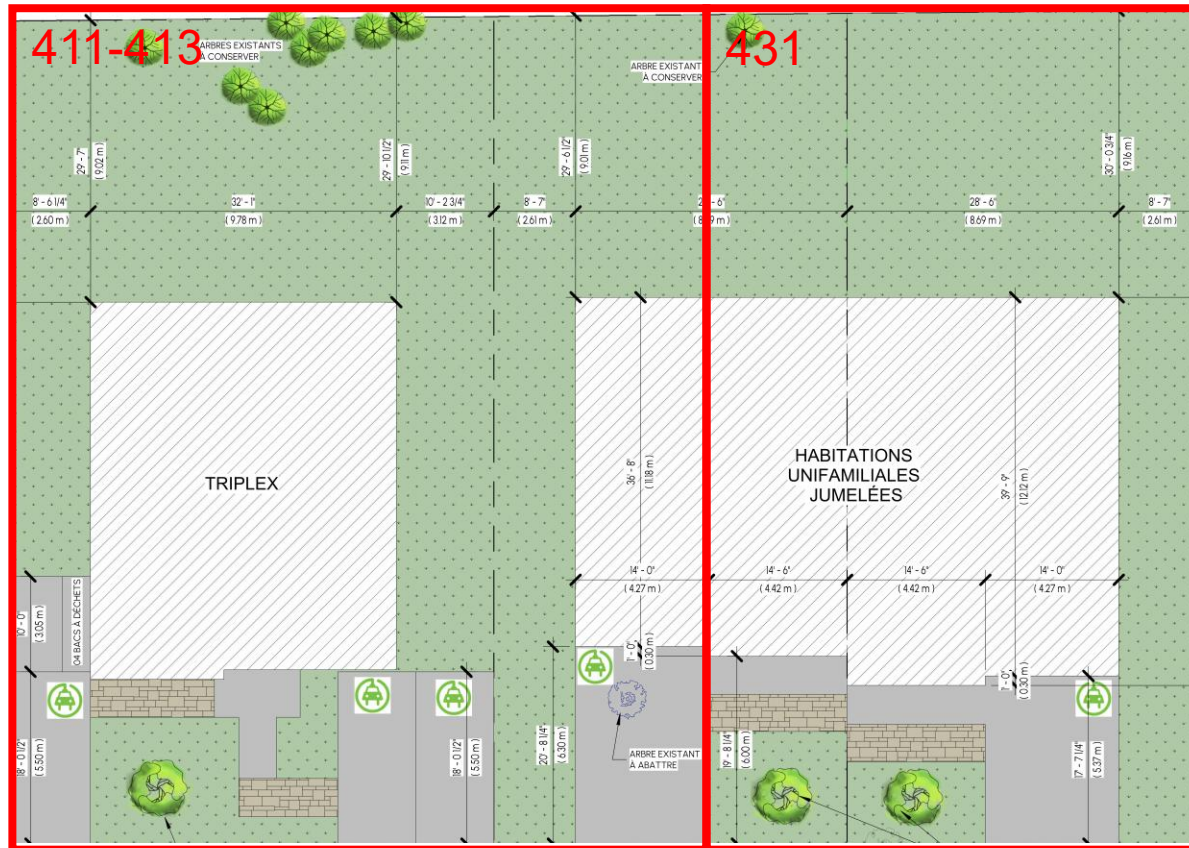 411-413
ARBRES EXISTANTS
À CONSERVER
431
ARBRE EXISTANT
À CONSERVER
29' - 7"
(9.02 m)
29' - 10 1/2"
(9.11 m)
29' - 6 1/2"
(9.01 m)
30' - 0 3/4"
(9.16 m)
8' - 6 1/4"
(2.60 m)
32' - 1"
(9.78 m)
10' - 2 3/4"
(3.12 m)
8' - 7"
(2.61 m)
28' - 6"
(8.69 m)
8' - 7"
(2.61 m)
TRIPLEX
HABITATIONS
UNIFAMILIALES
JUMELÉES
36' - 8"
(11.18 m)
39' - 9"
(12.12 m)
14' - 0"
(4.27 m)
14' - 6"
(4.42 m)
14' - 6"
(4.42 m)
14' - 0"
(4.27 m)
10' - 0"
(3.05 m)
04 BACS À DÉCHETS
1' - 0"
(0.30 m)
1' - 0"
(0.30 m)
18' - 0 1/2"
(5.50 m)
18' - 0 1/2"
(5.50 m)
20' - 8 1/4"
(6.30 m)
ARBRE EXISTANT
À ABATTRE
19' - 8 1/4"
(6.00 m)
17' - 7 1/4"
(5.37 m)